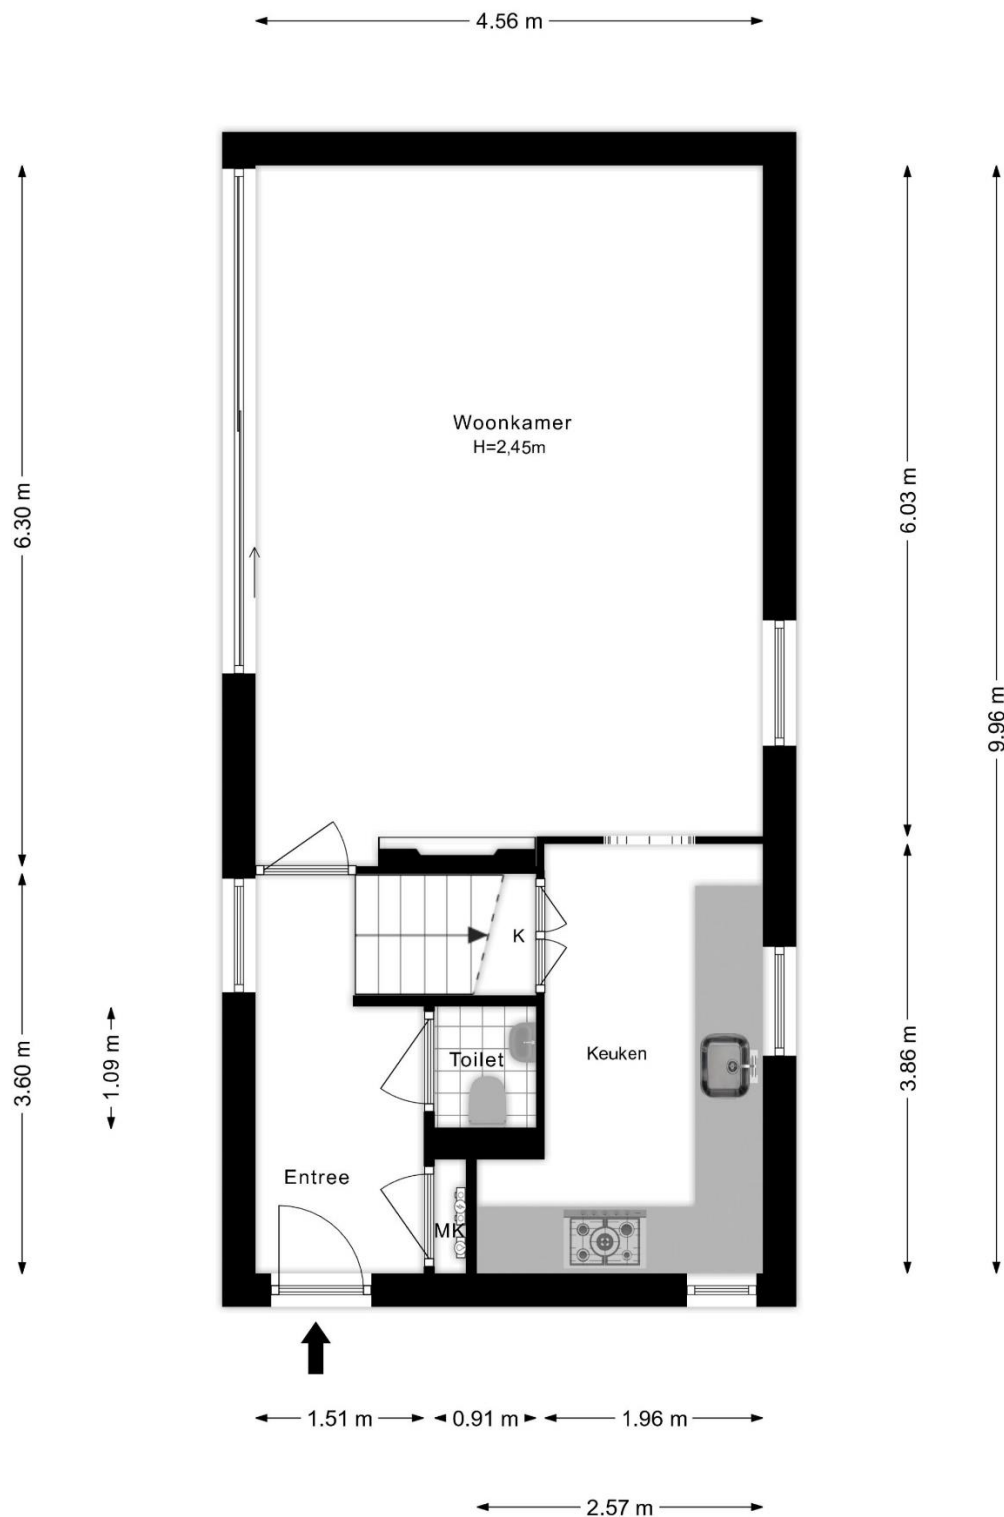 4.56 m
Woonkamer
H=2,45m
6.30 m
6.03 m
9.96 m
K
Toilet
Keuken
1.09 m
3.60 m
3.86 m
Entree
MK
1.51 m
0.91 m
1.96 m
2.57 m